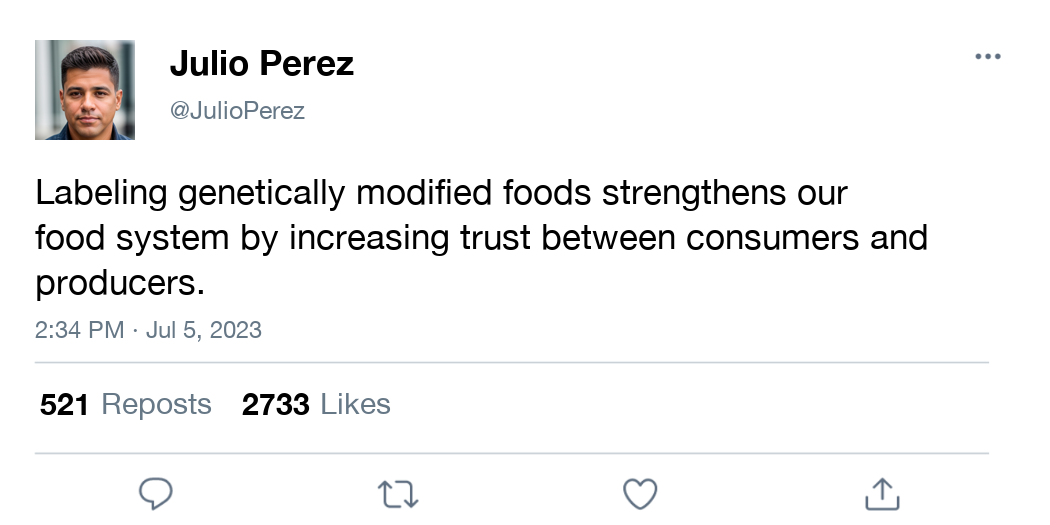 Julio Perez
@JulioPerez
Labeling genetically modified foods strengthens our
food system by increasing trust between consumers and
producers.
2:34 PM · Jul 5, 2023
521 Reposts 2733 Likes